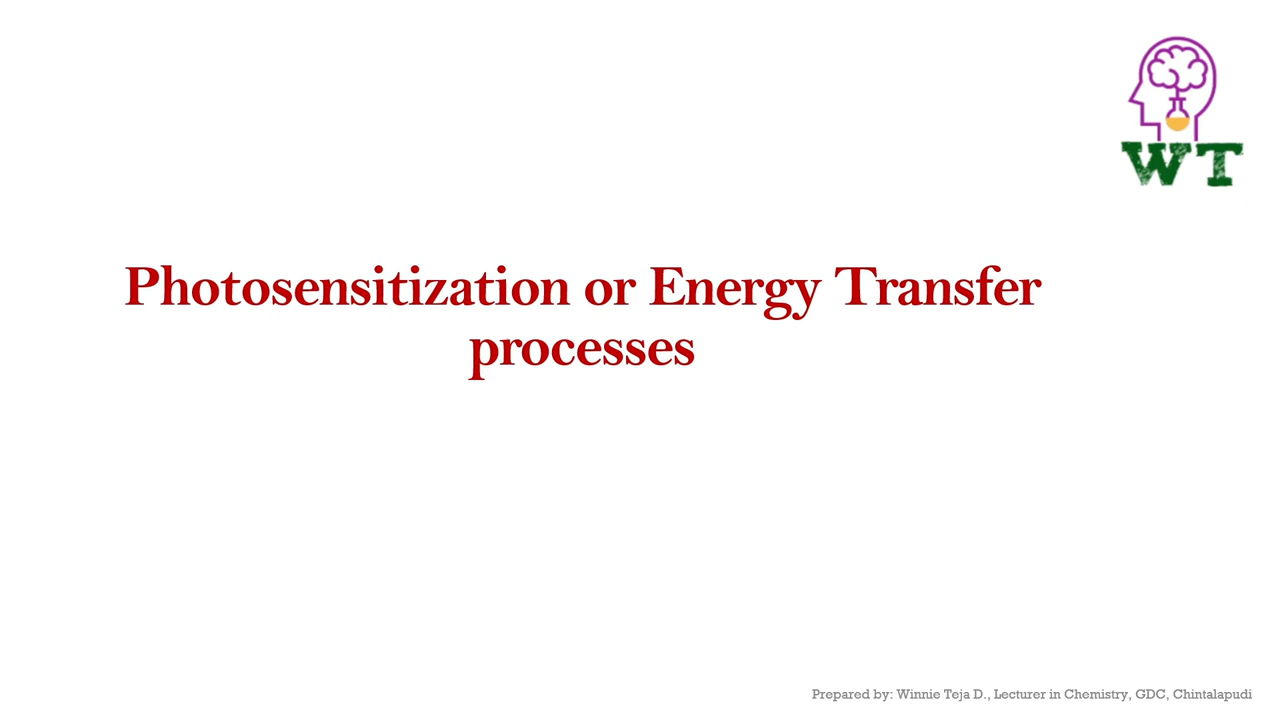 WT
Photosensitization or Energy Transfer
processes
Prepared by: Winnie Teja D., Lecturer in Chemistry, GDC, Chintalapudi